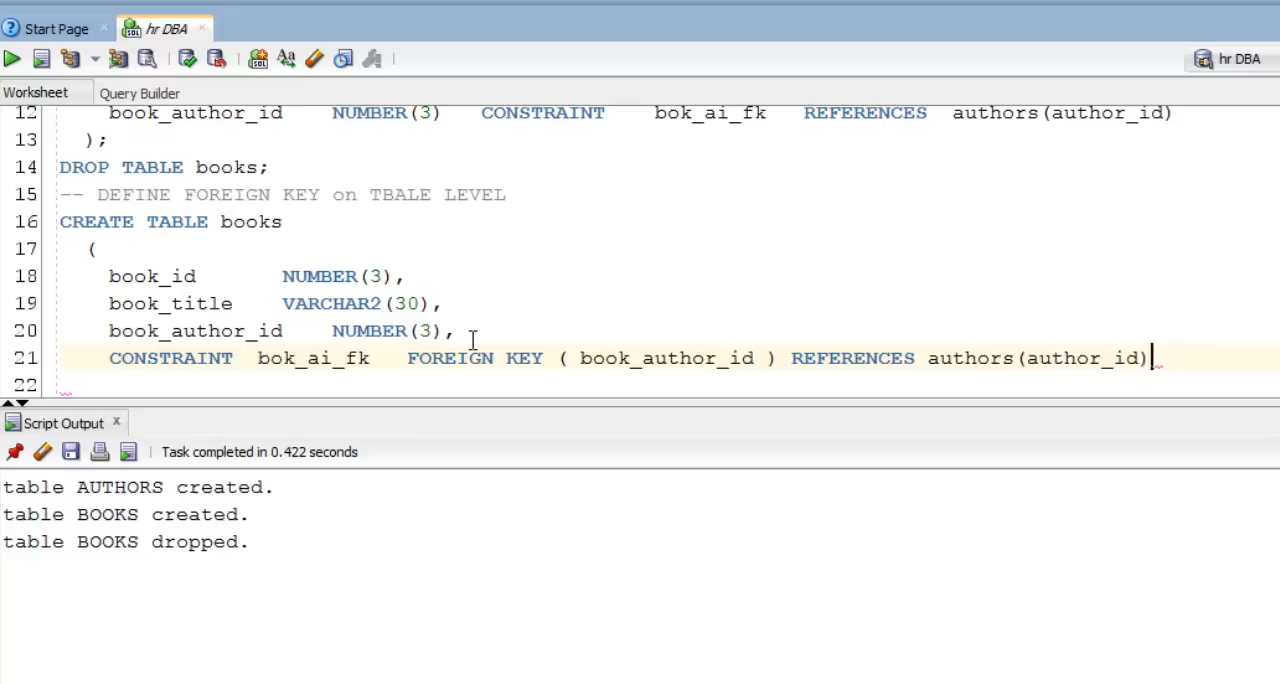 Start Page
hr DBA
hr DBA
Worksheet
Query Builder
12 book_author_id NUMBER(3) CONSTRAINT bok_ai_fk REFERENCES authors(author_id)
13 );
14 DROP TABLE books;
15 -- DEFINE FOREIGN KEY on TBALE LEVEL
16 CREATE TABLE books
17 (
18 book_id NUMBER(3),
19 book_title VARCHAR2(30),
20 book_author_id NUMBER(3),
21 CONSTRAINT bok_ai_fk FOREIGN KEY ( book_author_id ) REFERENCES authors(author_id)
22
Script Output
Task completed in 0.422 seconds
table AUTHORS created.
table BOOKS created.
table BOOKS dropped.